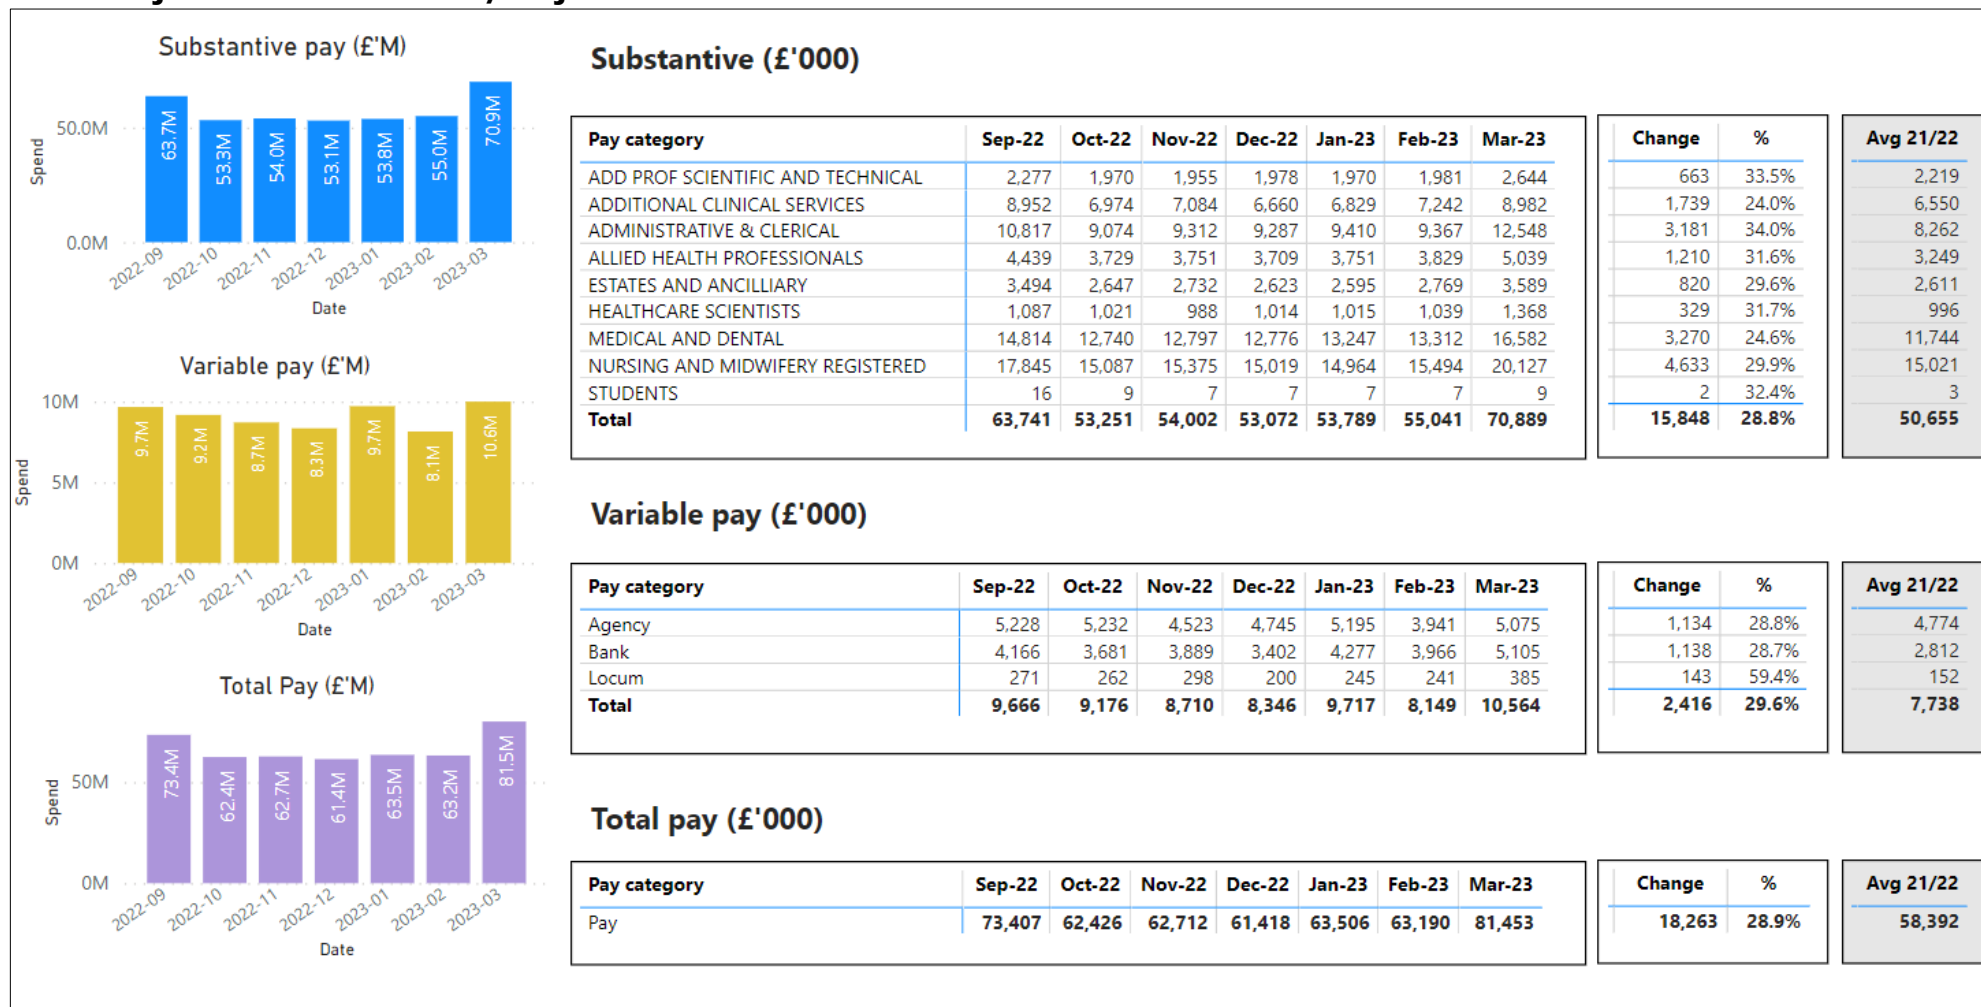 Substantive pay (£'M)
Spend
50.0M
0.0M
63.7M
53.3M
54.0M
53.1M
53.8M
55.0M
70.9M
2022-09
2022-10
2022-11
2022-12
2023-01
2023-02
2023-03
Date
Variable pay (£'M)
Spend
10M
5M
0M
9.7M
9.2M
8.7M
8.3M
9.7M
8.1M
10.6M
2022-09
2022-10
2022-11
2022-12
2023-01
2023-02
2023-03
Date
Total Pay (£'M)
Spend
50M
0M
73.4M
62.4M
62.7M
61.4M
63.5M
63.2M
81.5M
2022-09
2022-10
2022-11
2022-12
2023-01
2023-02
2023-03
Date
Substantive (£'000)
Pay category Sep-22 Oct-22 Nov-22 Dec-22 Jan-23 Feb-23 Mar-23 Change % Avg 21/22
ADD PROF SCIENTIFIC AND TECHNICAL 2,277 1,970 1,955 1,978 1,970 1,981 2,644 663 33.5% 2,219
ADDITIONAL CLINICAL SERVICES 8,952 6,974 7,084 6,660 6,829 7,242 8,982 1,739 24.0% 6,550
ADMINISTRATIVE & CLERICAL 10,817 9,074 9,312 9,287 9,410 9,367 12,548 3,181 34.0% 8,262
ALLIED HEALTH PROFESSIONALS 4,439 3,729 3,751 3,709 3,751 3,829 5,039 1,210 31.6% 3,249
ESTATES AND ANCILLIARY 3,494 2,647 2,732 2,623 2,595 2,769 3,589 820 29.6% 2,611
HEALTHCARE SCIENTISTS 1,087 1,021 988 1,014 1,015 1,039 1,368 329 31.7% 996
MEDICAL AND DENTAL 14,814 12,740 12,797 12,776 13,247 13,312 16,582 3,270 24.6% 11,744
NURSING AND MIDWIFERY REGISTERED 17,845 15,087 15,375 15,019 14,964 15,494 20,127 4,633 29.9% 15,021
STUDENTS 16 9 7 7 7 7 9 2 32.4% 3
Total 63,741 53,251 54,002 53,072 53,789 55,041 70,889 15,848 28.8% 50,655
Variable pay (£'000)
Pay category Sep-22 Oct-22 Nov-22 Dec-22 Jan-23 Feb-23 Mar-23 Change % Avg 21/22
Agency 5,228 5,232 4,523 4,745 5,195 3,941 5,075 1,134 28.8% 4,774
Bank 4,166 3,681 3,889 3,402 4,277 3,966 5,105 1,138 28.7% 2,812
Locum 271 262 298 200 245 241 385 143 59.4% 152
Total 9,666 9,176 8,710 8,346 9,717 8,149 10,564 2,416 29.6% 7,738
Total pay (£'000)
Pay category Sep-22 Oct-22 Nov-22 Dec-22 Jan-23 Feb-23 Mar-23 Change % Avg 21/22
Pay 73,407 62,426 62,712 61,418 63,506 63,190 81,453 18,263 28.9% 58,392